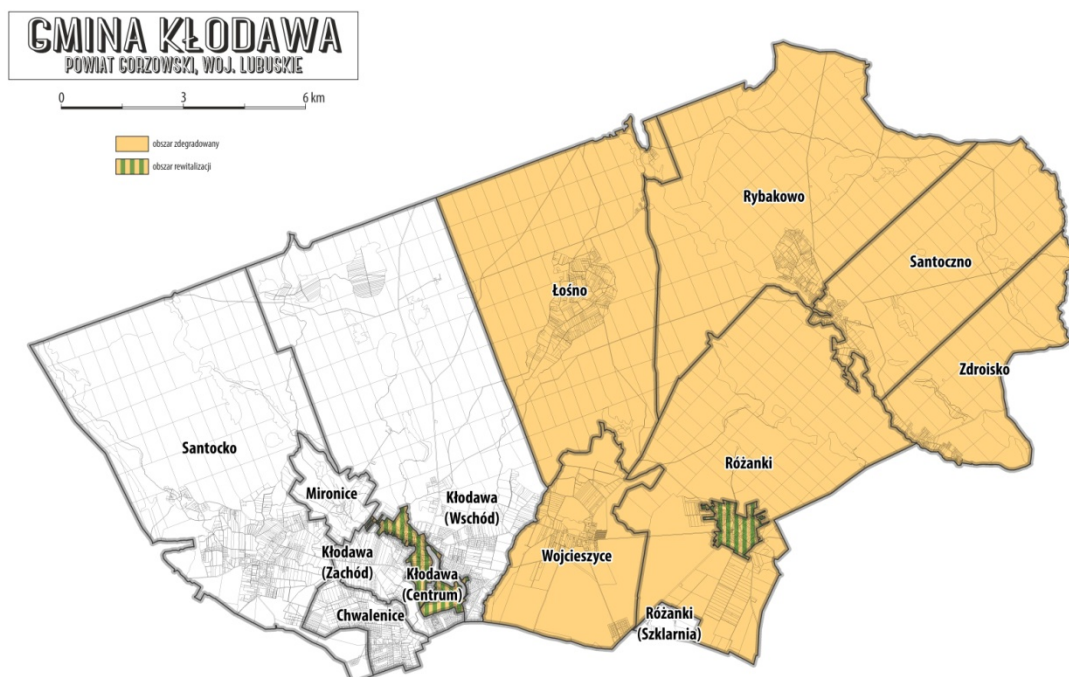 GMINA KŁODAWA
POWIAT GORZOWSKI, WOJ. LUBUSKIE
0 3 6 km
obszar zdegradowany
obszar rewitalizacji
Rybakowo
Santoczno
Łośno
Zdroisko
Santocko
Różanki
Mironice
Kłodawa
(Wschód)
Kłodawa
(Zachód)
Wojcieszyce
Kłodawa
(Centrum)
Chwalenice
Różanki
(Szklarnia)